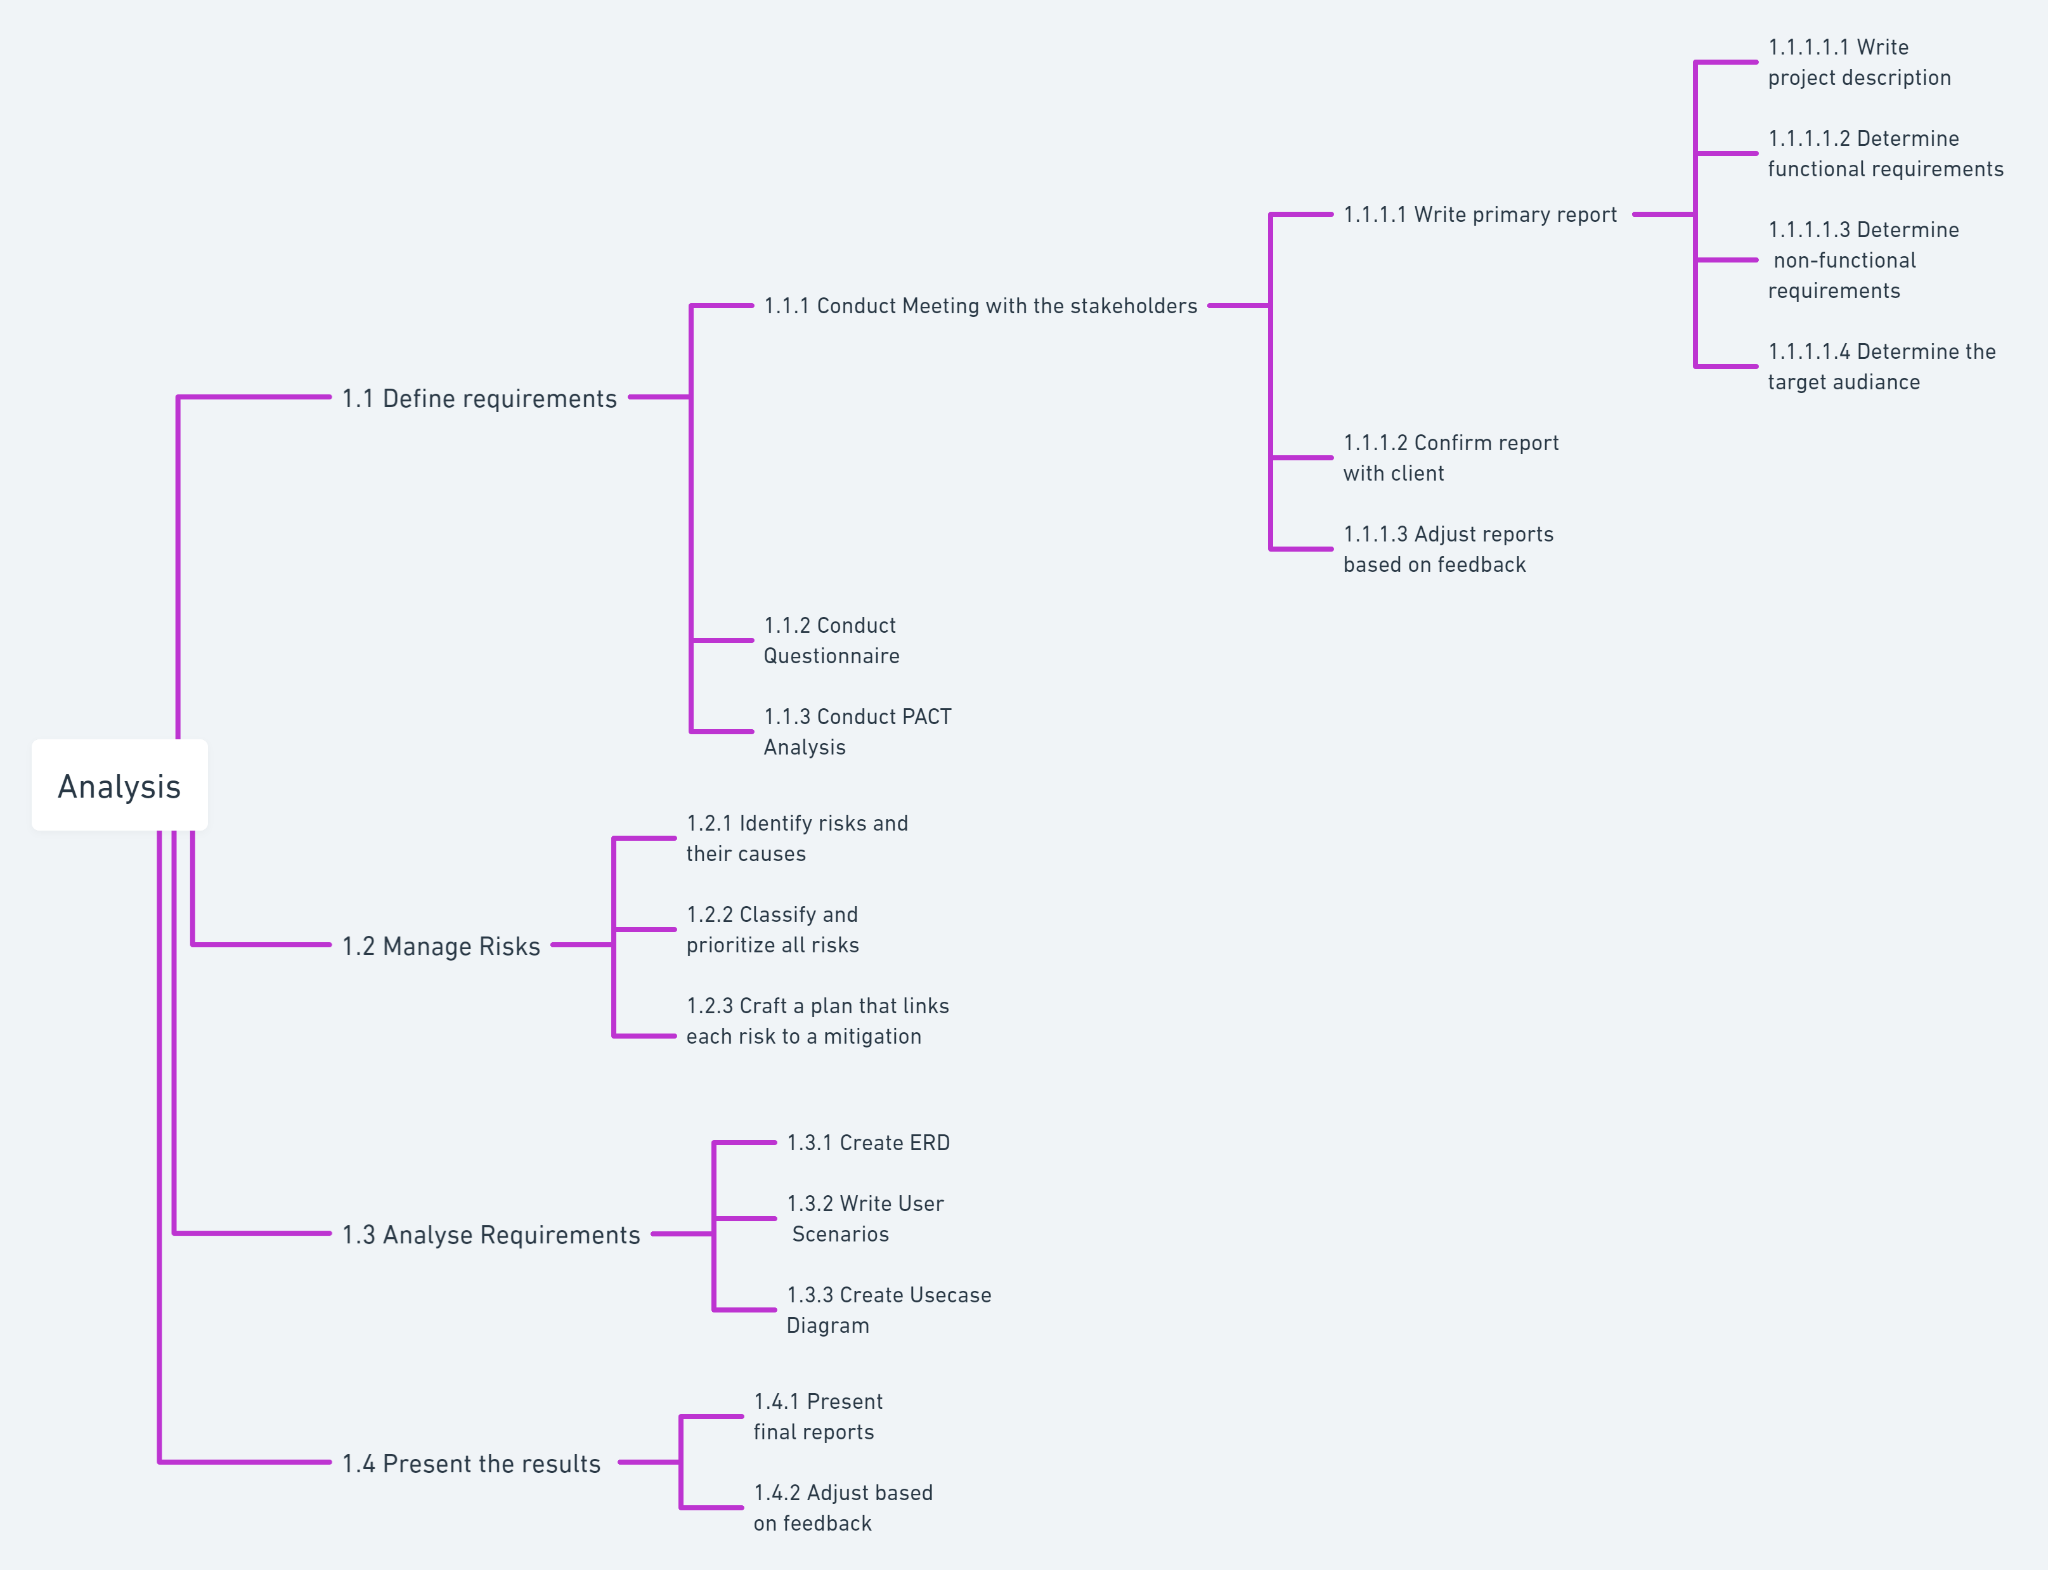 Analysis
1.1 Define requirements
1.1.1 Conduct Meeting with the stakeholders
1.1.1.1 Write primary report
1.1.1.1.1 Write
project description
1.1.1.1.2 Determine
functional requirements
1.1.1.1.3 Determine
non-functional
requirements
1.1.1.1.4 Determine the
target audiance
1.1.1.2 Confirm report
with client
1.1.1.3 Adjust reports
based on feedback
1.1.2 Conduct
Questionnaire
1.1.3 Conduct PACT
Analysis
1.2 Manage Risks
1.2.1 Identify risks and
their causes
1.2.2 Classify and
prioritize all risks
1.2.3 Craft a plan that links
each risk to a mitigation
1.3 Analyse Requirements
1.3.1 Create ERD
1.3.2 Write User
Scenarios
1.3.3 Create Usecase
Diagram
1.4 Present the results
1.4.1 Present
final reports
1.4.2 Adjust based
on feedback